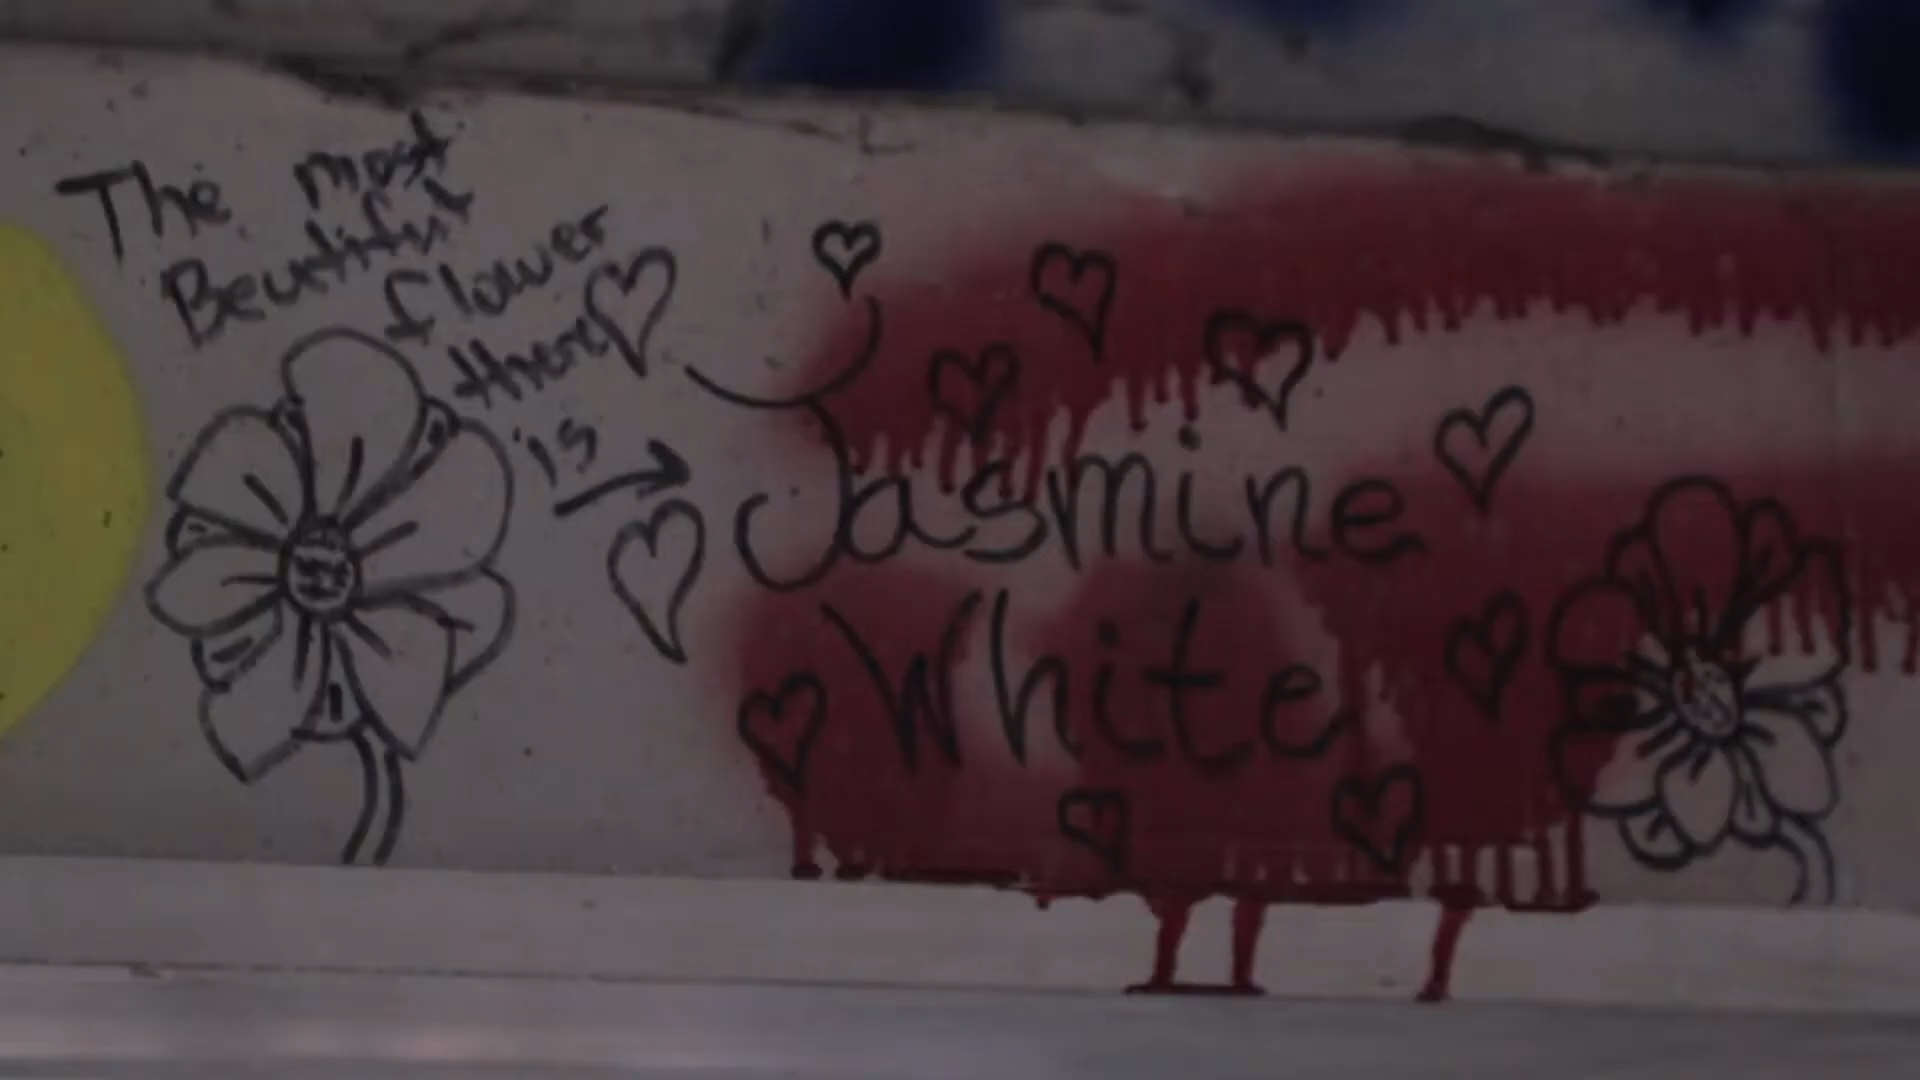 The most
Beutiful
flower
there
is
Jasmine
White